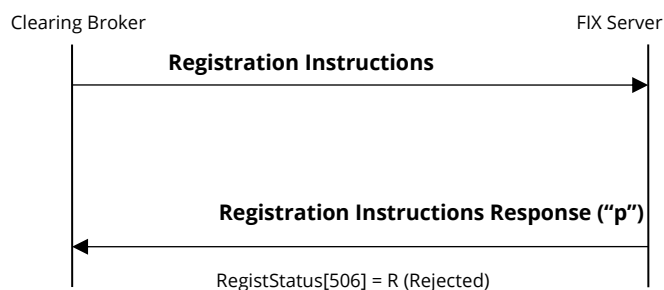 Clearing Broker
FIX Server
Registration Instructions
Registration Instructions Response (“p”)
RegistStatus[506] = R (Rejected)